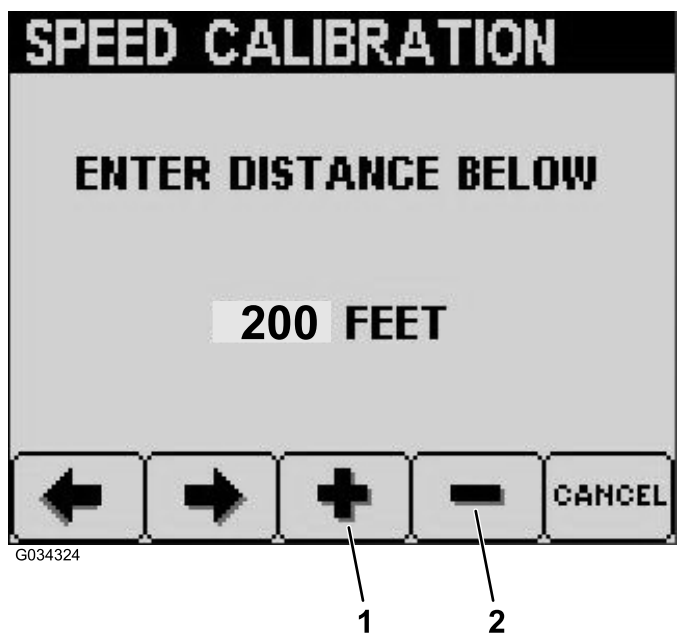 SPEED CALIBRATION
ENTER DISTANCE BELOW
200 FEET
CANCEL
G034324
1 2